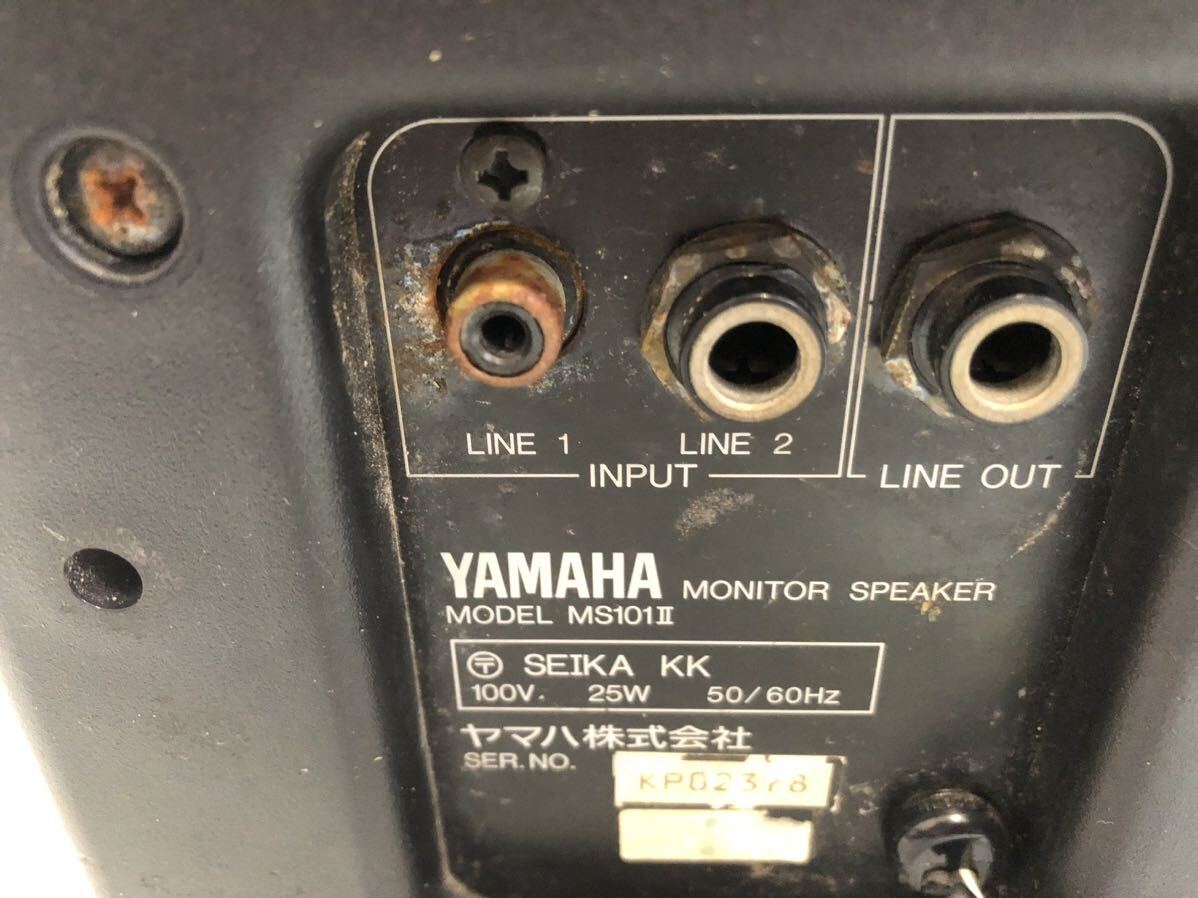 LINE 1 LINE 2
INPUT LINE OUT
YAMAHA MONITOR SPEAKER
MODEL MS101II
〒 SEIKA KK
100V. 25W 50/60Hz
ヤマハ株式会社
SER.NO.
KP02378